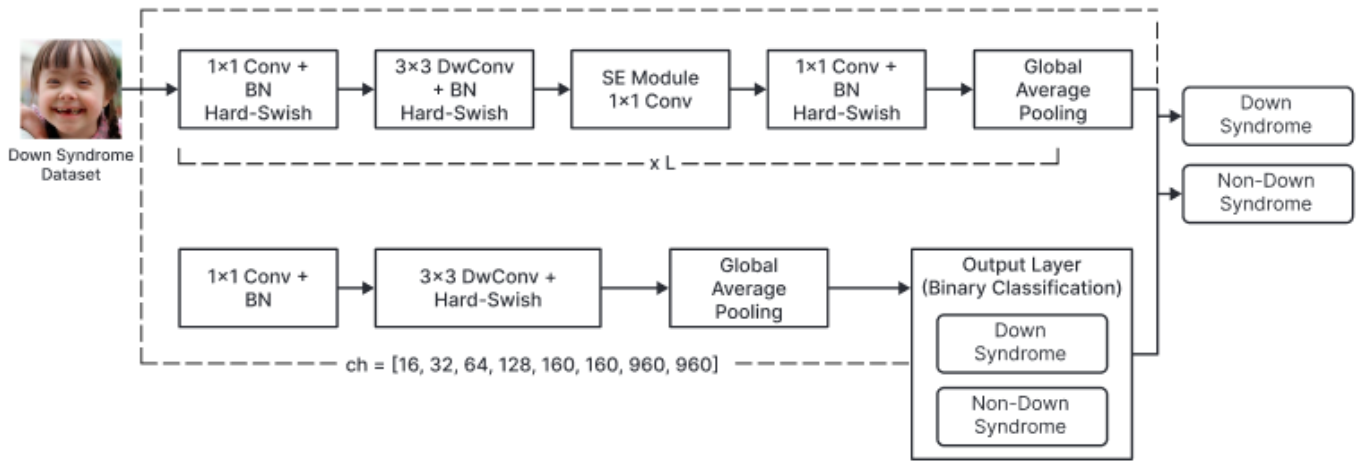 1×1 Conv +
BN
Hard-Swish
3×3 DwConv
+ BN
Hard-Swish
SE Module
1×1 Conv
1×1 Conv +
BN
Hard-Swish
Global
Average
Pooling
Down
Syndrome
Down Syndrome
Dataset
x L
Non-Down
Syndrome
1×1 Conv +
BN
3×3 DwConv +
Hard-Swish
Global
Average
Pooling
Output Layer
(Binary Classification)
Down
Syndrome
Non-Down
Syndrome
ch = [16, 32, 64, 128, 160, 160, 960, 960]